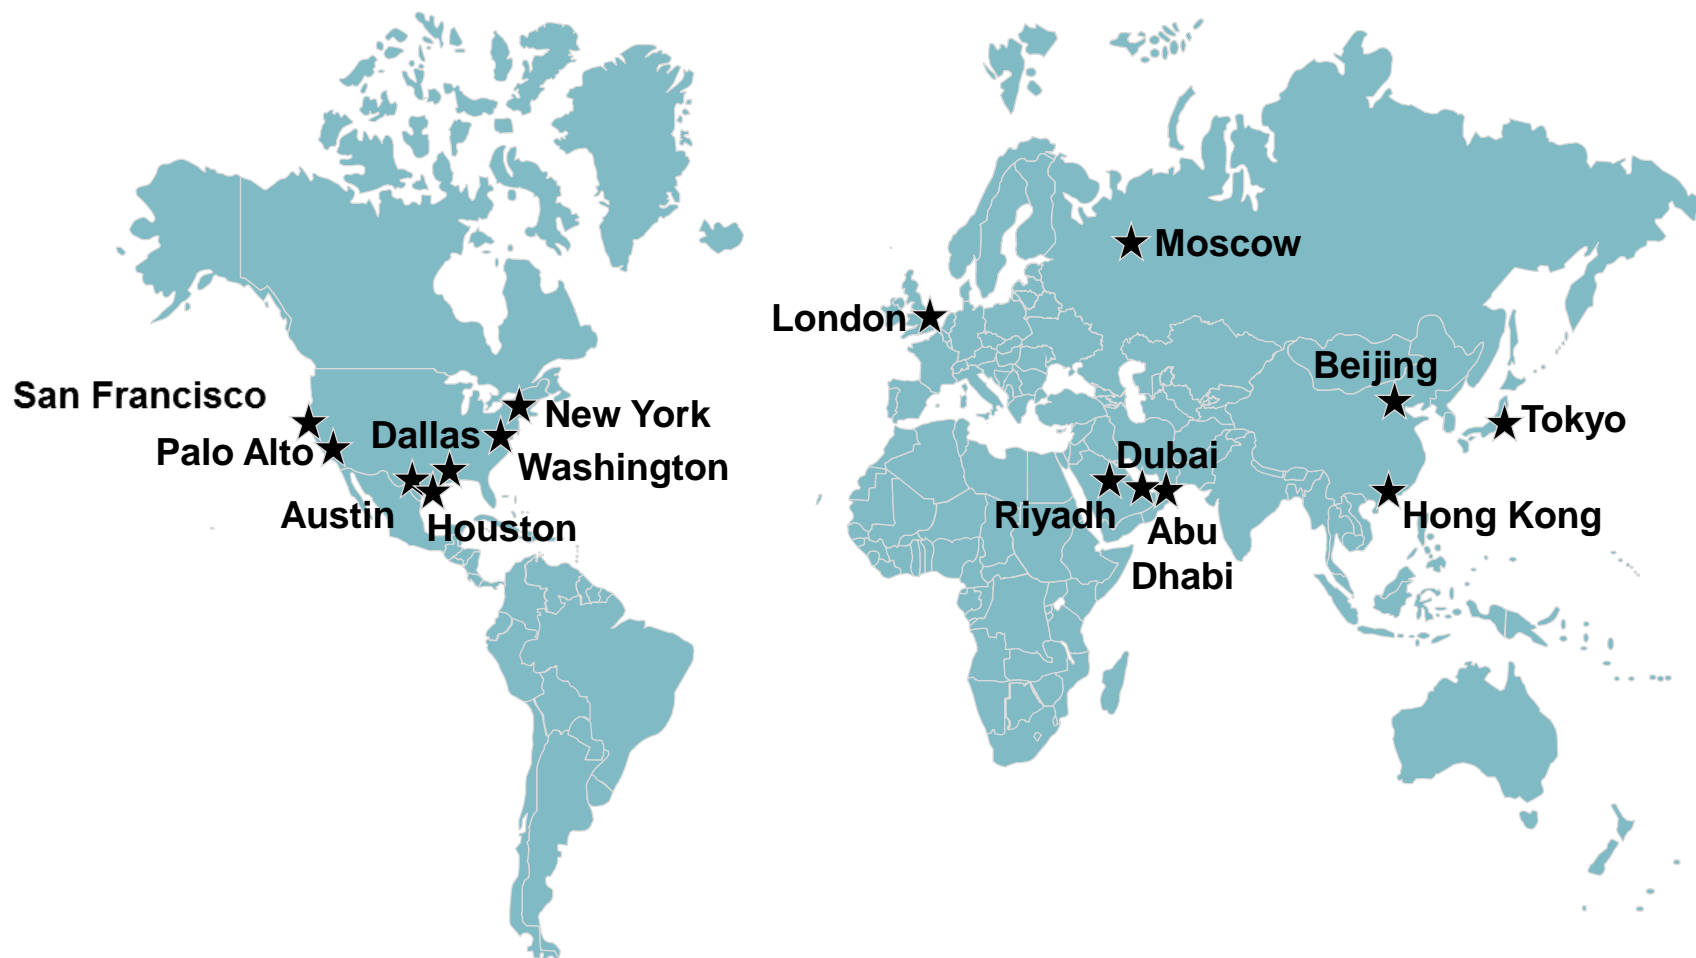 Moscow
London
Beijing
San Francisco
New York
Tokyo
Dallas
Palo Alto
Dubai
Washington
Austin
Riyadh
Hong Kong
Houston
Abu
Dhabi